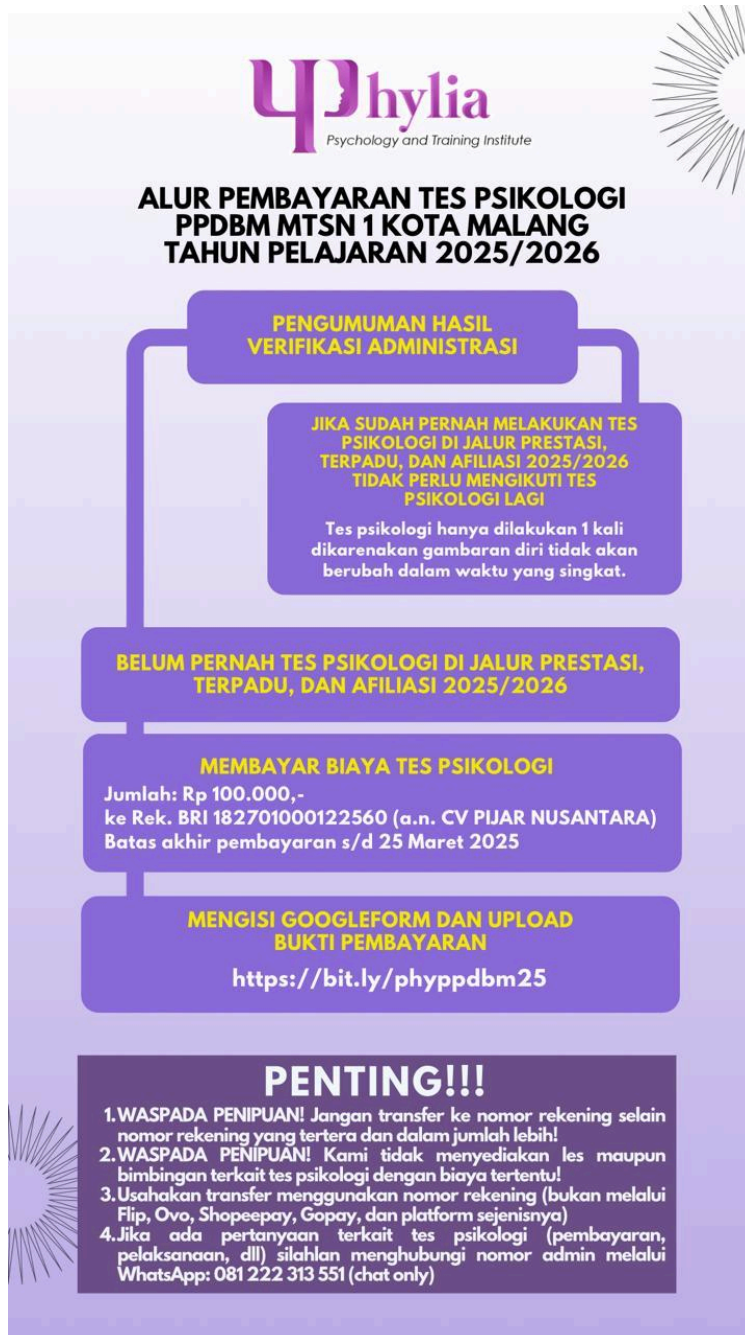 Phylia
Psychology and Training Institute
ALUR PEMBAYARAN TES PSIKOLOGI
PPDBM MTSN 1 KOTA MALANG
TAHUN PELAJARAN 2025/2026
PENGUMUMAN HASIL
VERIFIKASI ADMINISTRASI
JIKA SUDAH PERNAH MELAKUKAN TES
PSIKOLOGI DI JALUR PRESTASI,
TERPADU, DAN AFILIASI 2025/2026
TIDAK PERLU MENGIKUTI TES
PSIKOLOGI LAGI
Tes psikologi hanya dilakukan 1 kali
dikarenakan gambaran diri tidak akan
berubah dalam waktu yang singkat.
BELUM PERNAH TES PSIKOLOGI DI JALUR PRESTASI,
TERPADU, DAN AFILIASI 2025/2026
MEMBAYAR BIAYA TES PSIKOLOGI
Jumlah: Rp 100.000,-
ke Rek. BRI 182701000122560 (a.n. CV PIJAR NUSANTARA)
Batas akhir pembayaran s/d 25 Maret 2025
MENGISI GOOGLEFORM DAN UPLOAD
BUKTI PEMBAYARAN
https://bit.ly/phyppdbm25
PENTING!!!
1.WASPADA PENIPUAN! Jangan transfer ke nomor rekening selain
nomor rekening yang tertera dan dalam jumlah lebih!
2.WASPADA PENIPUAN! Kami tidak menyediakan les maupun
bimbingan terkait tes psikologi dengan biaya tertentu!
3.Usahakan transfer menggunakan nomor rekening (bukan melalui
Flip, Ovo, Shopeepay, Gopay, dan platform sejenisnya)
4.Jika ada pertanyaan terkait tes psikologi (pembayaran,
pelaksanaan, dll) silahlan menghubungi nomor admin melalui
WhatsApp: 081 222 313 551 (chat only)